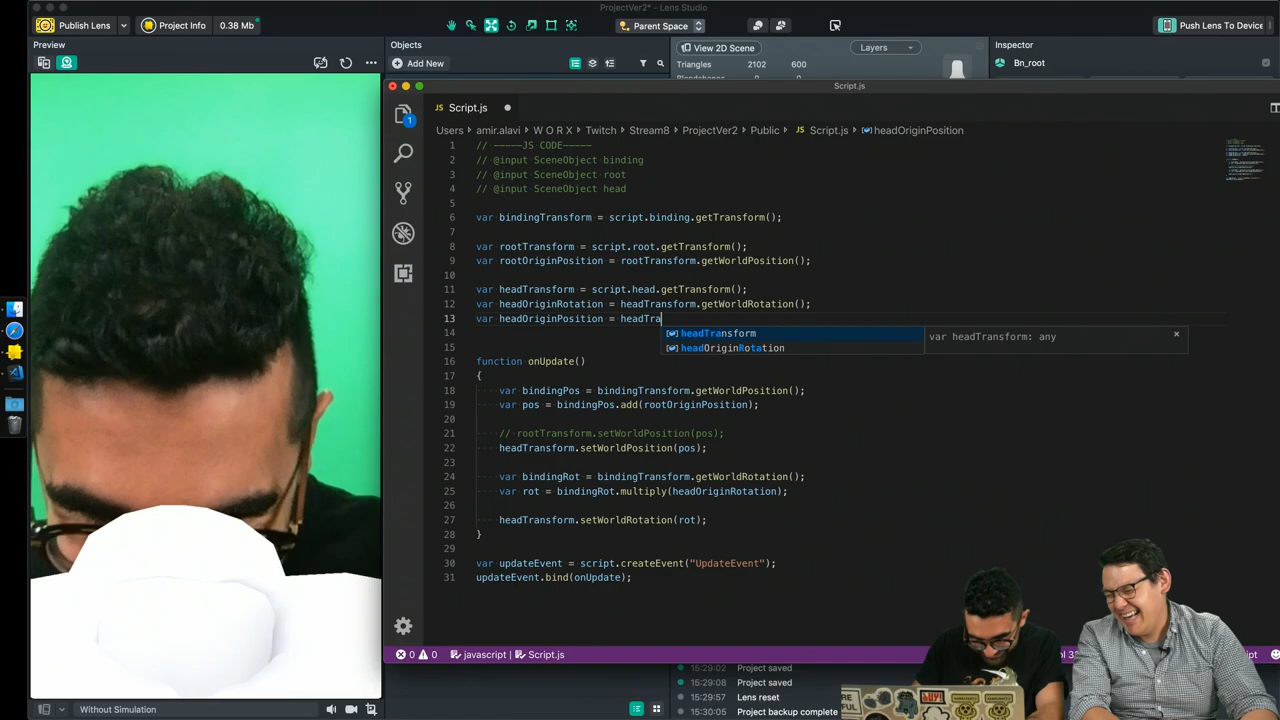 ProjectVer2* - Lens Studio
Publish Lens
Project Info
0.38 Mb
Parent Space
Push Lens To Device
Preview
Objects
View 2D Scene
Layers
Inspector
Add New
Triangles 2102 600
Bn_root
Script.js
JS Script.js
1
Users amir.alavi W O R X Twitch Stream8 ProjectVer2 Public JS Script.js headOriginPosition
1 // -----JS CODE-----
2 // @input SceneObject binding
3 // @input SceneObject root
4 // @input SceneObject head
5
6 var bindingTransform = script.binding.getTransform();
7
8 var rootTransform = script.root.getTransform();
9 var rootOriginPosition = rootTransform.getWorldPosition();
10
11 var headTransform = script.head.getTransform();
12 var headOriginRotation = headTransform.getWorldRotation();
13 var headOriginPosition = headTra
headTransform
var headTransform: any
headOriginRotation
14
15
16 function onUpdate()
17 {
18 var bindingPos = bindingTransform.getWorldPosition();
19 var pos = bindingPos.add(rootOriginPosition);
20
21 // rootTransform.setWorldPosition(pos);
22 headTransform.setWorldPosition(pos);
23
24 var bindingRot = bindingTransform.getWorldRotation();
25 var rot = bindingRot.multiply(headOriginRotation);
26
27 headTransform.setWorldRotation(rot);
28 }
29
30 var updateEvent = script.createEvent("UpdateEvent");
31 updateEvent.bind(onUpdate);
0 0 javascript | Script.js
15:29:02 Project saved
15:29:08 Project saved
15:29:57 Lens reset
15:30:05 Project backup complete
Without Simulation